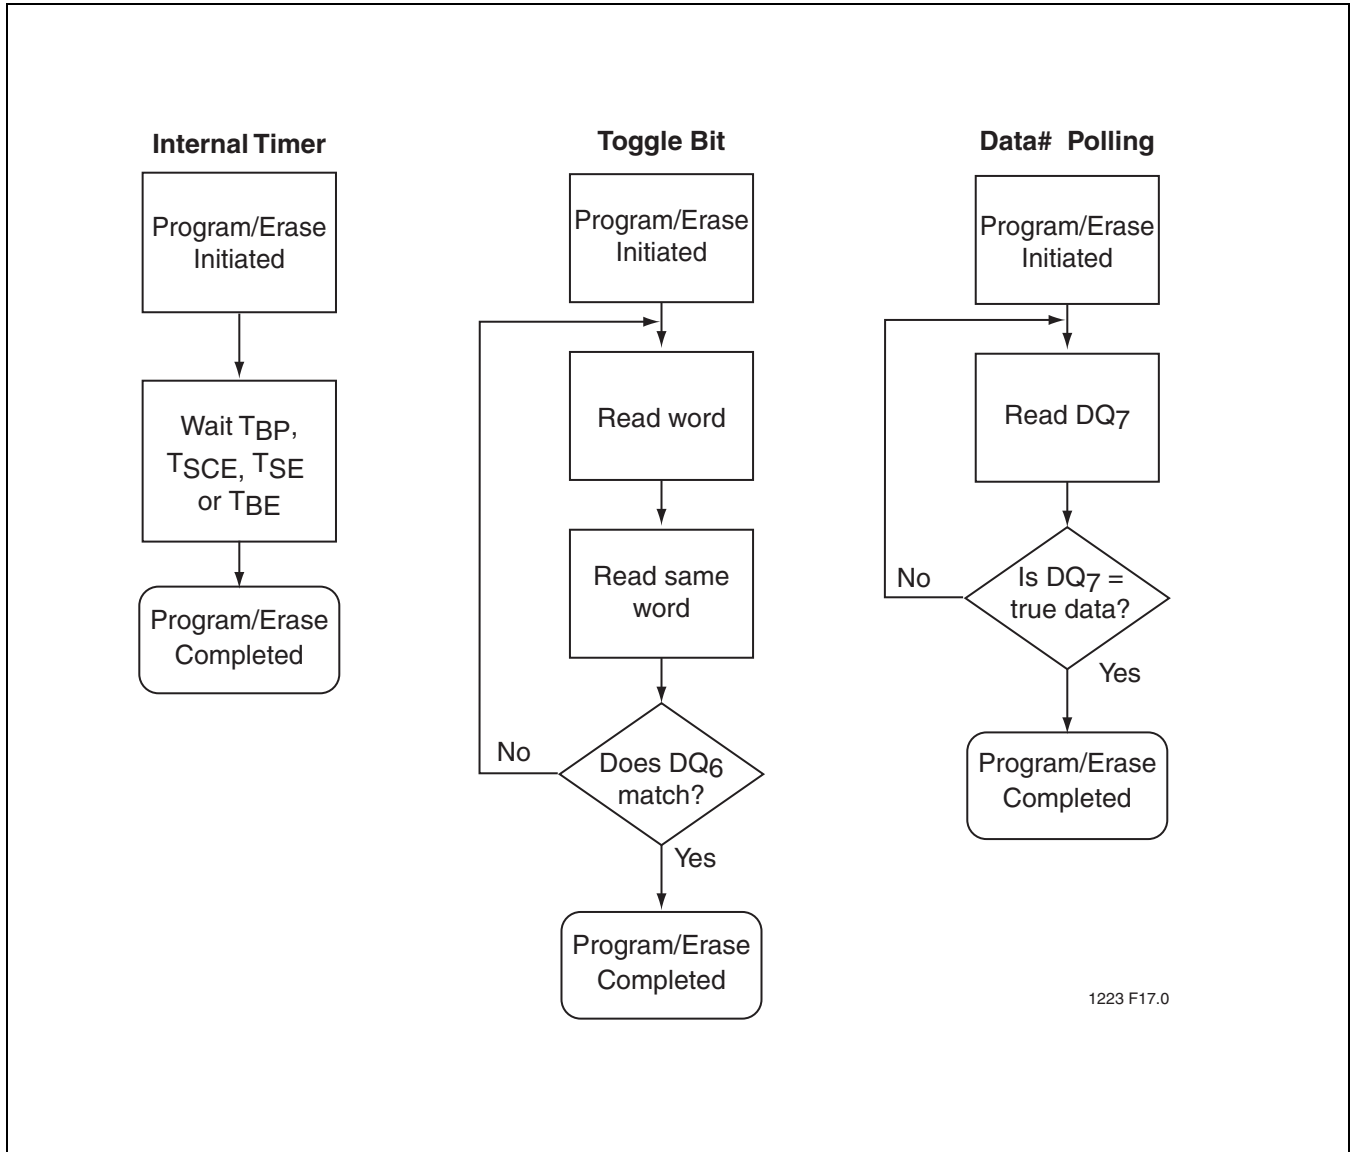 Internal Timer
Program/Erase
Initiated
Wait TBP,
TSCE, TSE
or TBE
Program/Erase
Completed
Toggle Bit
Program/Erase
Initiated
Read word
Read same
word
Does DQ6
match?
No
Yes
Program/Erase
Completed
Data# Polling
Program/Erase
Initiated
Read DQ7
Is DQ7 =
true data?
No
Yes
Program/Erase
Completed
1223 F17.0